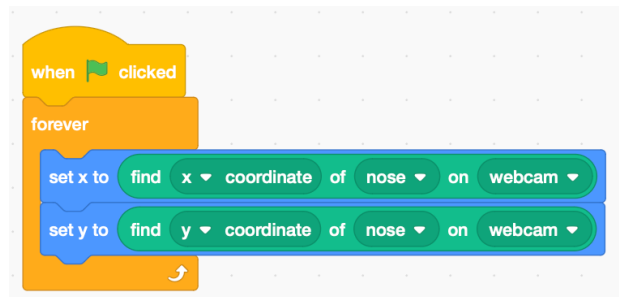 when clicked
forever
set x to find x coordinate of nose on webcam
set y to find y coordinate of nose on webcam